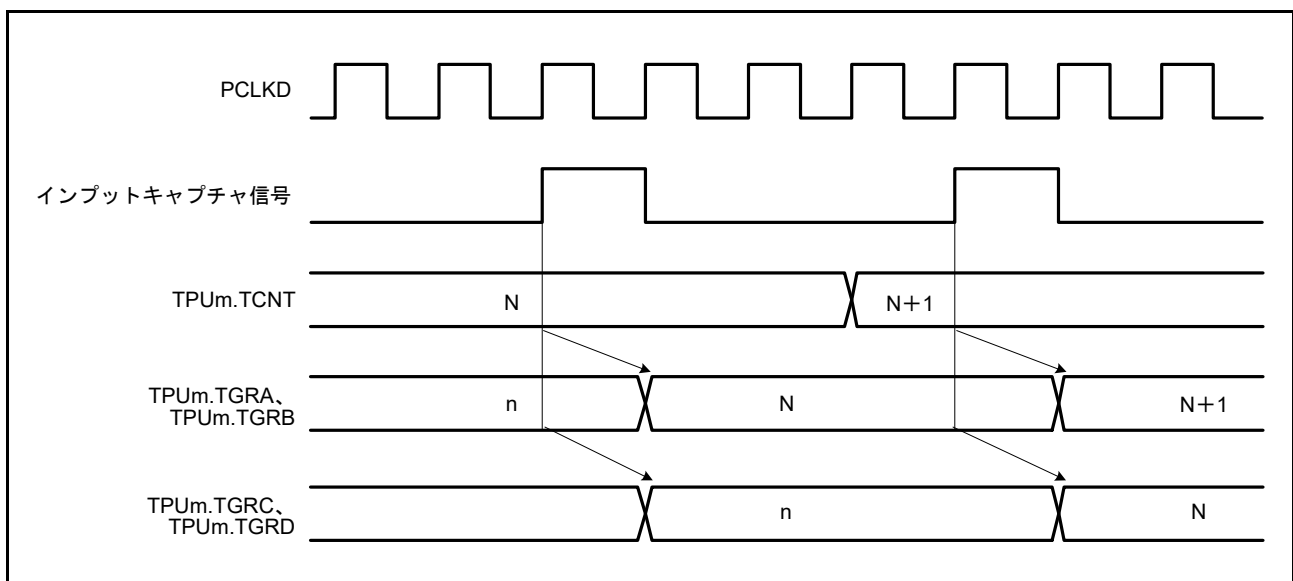 PCLKD
インプットキャプチャ信号
TPUm.TCNT
N
N+1
TPUm.TGRA、
TPUm.TGRB
n
N
N+1
TPUm.TGRC、
TPUm.TGRD
n
N